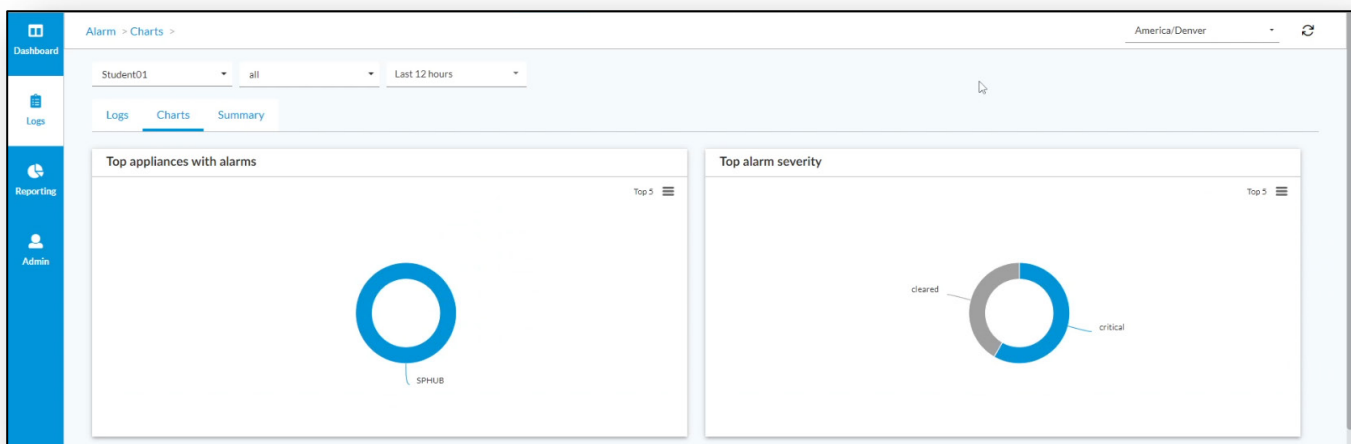 Dashboard
Logs
Reporting
Admin
Alarm > Charts >
America/Denver
Student01
all
Last 12 hours
Logs
Charts
Summary
Top appliances with alarms
Top 5
SPHUB
Top alarm severity
Top 5
cleared
critical